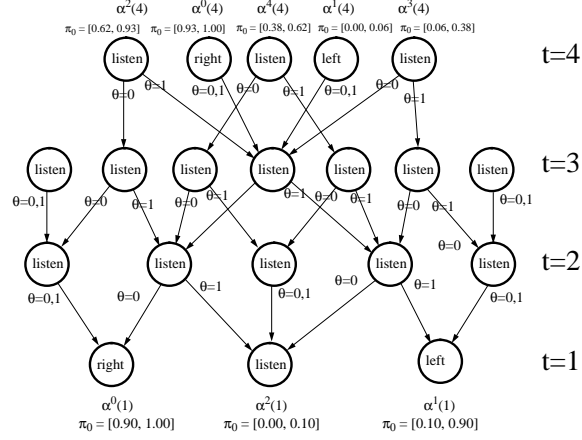 α²(4) α⁰(4) α⁴(4) α¹(4) α³(4)
π₀ = [0.62, 0.93] π₀ = [0.93, 1.00] π₀ = [0.38, 0.62] π₀ = [0.00, 0.06] π₀ = [0.06, 0.38]
listen right listen left listen t=4
θ=0 θ=1 θ=0,1 θ=0 θ=1 θ=0,1 θ=0 θ=1
listen listen listen listen listen listen listen t=3
θ=0,1 θ=0 θ=1 θ=0 θ=1 θ=1 θ=0 θ=1 θ=0 θ=1 θ=0 θ=0,1
listen listen listen listen listen t=2
θ=0,1 θ=0 θ=1 θ=0,1 θ=0 θ=1 θ=0,1
right listen left t=1
α⁰(1) α²(1) α¹(1)
π₀ = [0.90, 1.00] π₀ = [0.00, 0.10] π₀ = [0.10, 0.90]